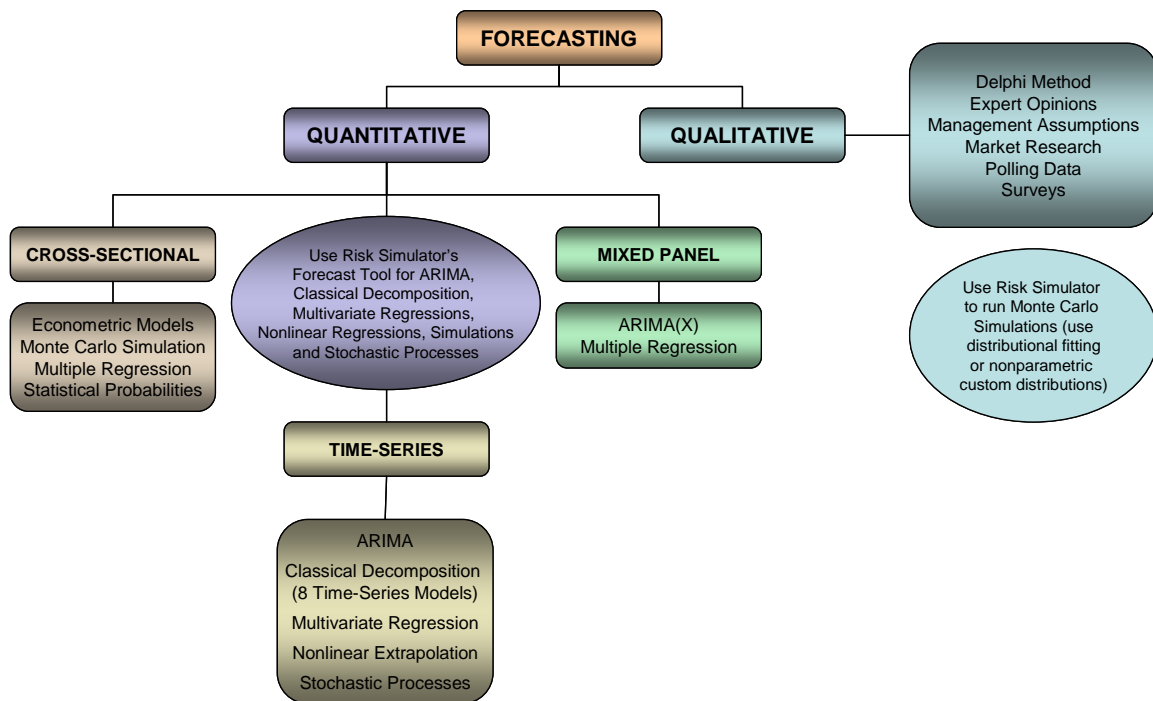 FORECASTING
QUANTITATIVE
QUALITATIVE
Delphi Method
Expert Opinions
Management Assumptions
Market Research
Polling Data
Surveys
CROSS-SECTIONAL
Econometric Models
Monte Carlo Simulation
Multiple Regression
Statistical Probabilities
Use Risk Simulator’s
Forecast Tool for ARIMA,
Classical Decomposition,
Multivariate Regressions,
Nonlinear Regressions, Simulations
and Stochastic Processes
MIXED PANEL
ARIMA(X)
Multiple Regression
Use Risk Simulator
to run Monte Carlo
Simulations (use
distributional fitting
or nonparametric
custom distributions)
TIME-SERIES
ARIMA
Classical Decomposition
(8 Time-Series Models)
Multivariate Regression
Nonlinear Extrapolation
Stochastic Processes